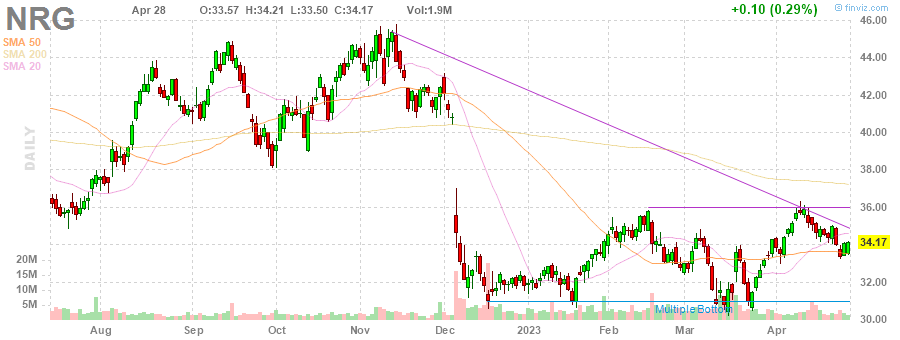 NRG
Apr 28 O:33.57 H:34.21 L:33.50 C:34.17 Vol:1.9M +0.10 (0.29%) © finviz.com
SMA 50
SMA 200
SMA 20
DAILY
46.00
44.00
42.00
40.00
38.00
36.00
34.17
32.00
30.00
20M
15M
10M
5M
Multiple Bottom
Aug Sep Oct Nov Dec 2023 Feb Mar Apr